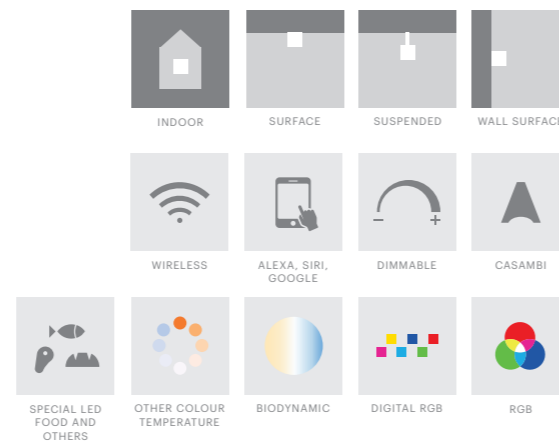 INDOOR
SURFACE
SUSPENDED
WALL SURFACE
WIRELESS
ALEXA, SIRI,
GOOGLE
DIMMABLE
CASAMBI
SPECIAL LED
FOOD AND
OTHERS
OTHER COLOUR
TEMPERATURE
BIODYNAMIC
DIGITAL RGB
RGB